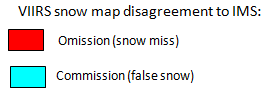 VIIRS snow map disagreement to IMS:
Omission (snow miss)
Commission (false snow)